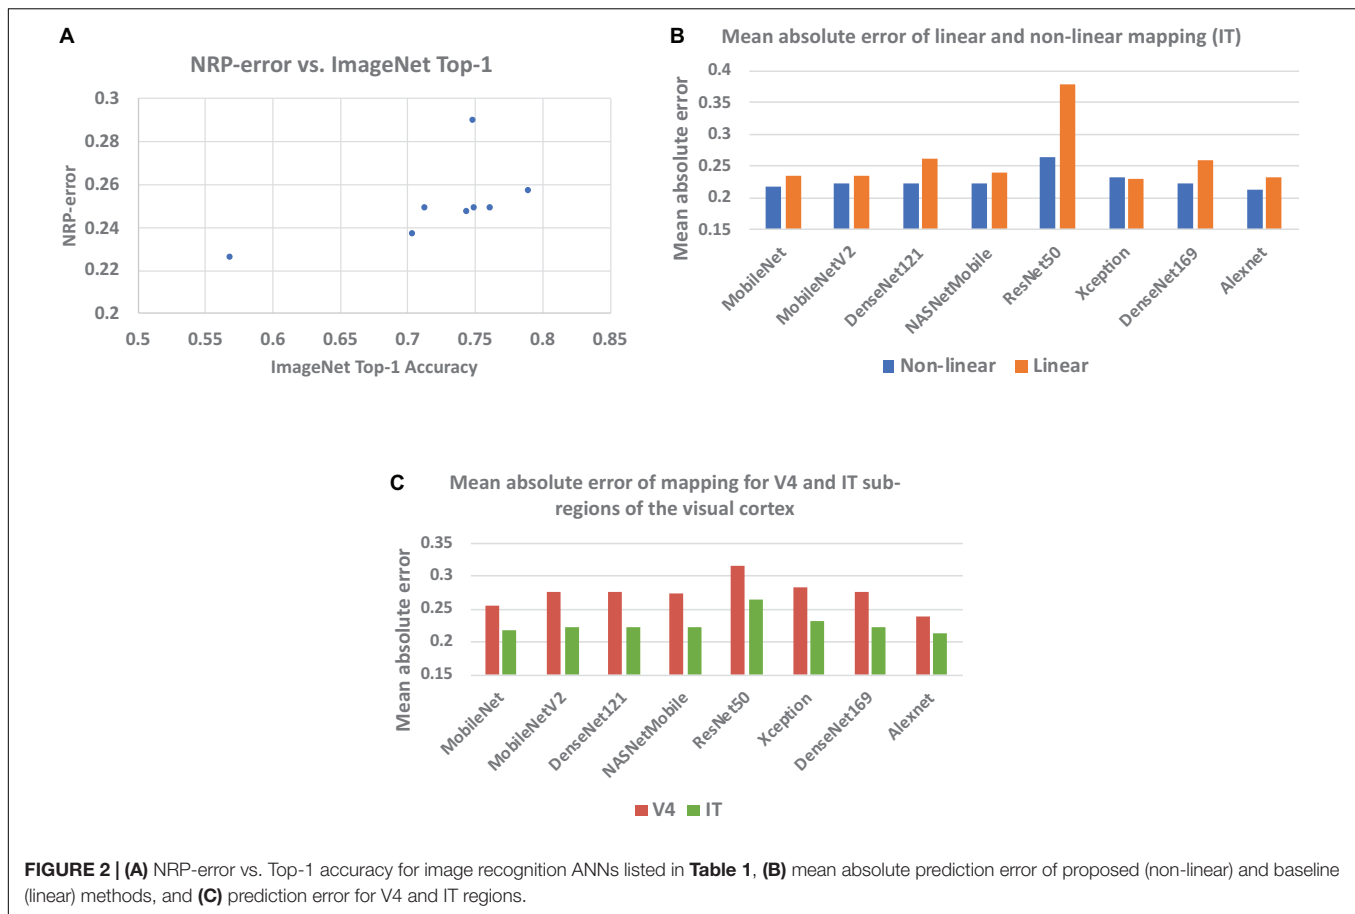 A
NRP-error vs. ImageNet Top-1
0.3
0.28
0.26
0.24
0.22
0.2
NRP-error
0.5 0.55 0.6 0.65 0.7 0.75 0.8 0.85
ImageNet Top-1 Accuracy
B
Mean absolute error of linear and non-linear mapping (IT)
0.4
0.35
0.3
0.25
0.2
0.15
Mean absolute error
MobileNet
MobileNetV2
DenseNet121
NASNetMobile
ResNet50
Xception
DenseNet169
Alexnet
Non-linear Linear
C
Mean absolute error of mapping for V4 and IT sub-
regions of the visual cortex
0.35
0.3
0.25
0.2
0.15
Mean absolute error
MobileNet
MobileNetV2
DenseNet121
NASNetMobile
ResNet50
Xception
DenseNet169
Alexnet
V4 IT
FIGURE 2 | (A) NRP-error vs. Top-1 accuracy for image recognition ANNs listed in Table 1, (B) mean absolute prediction error of proposed (non-linear) and baseline
(linear) methods, and (C) prediction error for V4 and IT regions.